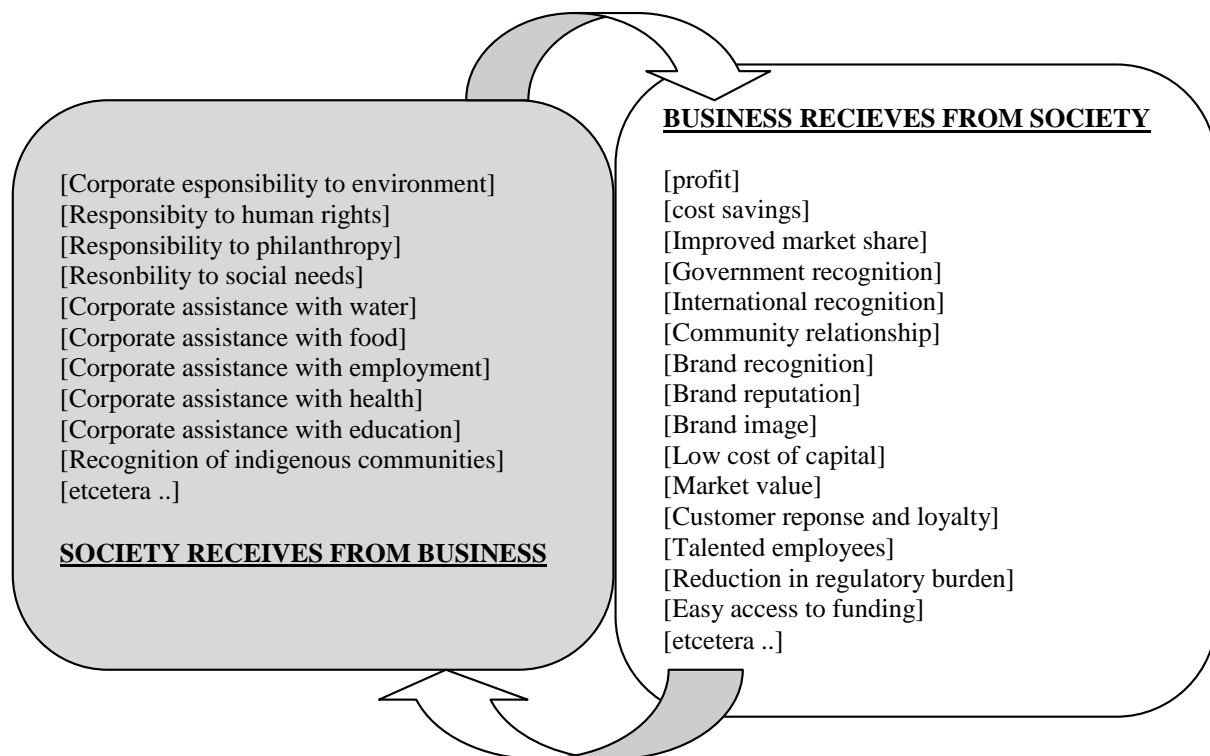 [Corporate esponsibility to environment]
[Responsibity to human rights]
[Responsibility to philanthropy]
[Resonbility to social needs]
[Corporate assistance with water]
[Corporate assistance with food]
[Corporate assistance with employment]
[Corporate assistance with health]
[Corporate assistance with education]
[Recognition of indigenous communities]
[etcetera ..]
SOCIETY RECEIVES FROM BUSINESS
BUSINESS RECIEVES FROM SOCIETY
[profit]
[cost savings]
[Improved market share]
[Government recognition]
[International recognition]
[Community relationship]
[Brand recognition]
[Brand reputation]
[Brand image]
[Low cost of capital]
[Market value]
[Customer reponse and loyalty]
[Talented employees]
[Reduction in regulatory burden]
[Easy access to funding]
[etcetera ..]